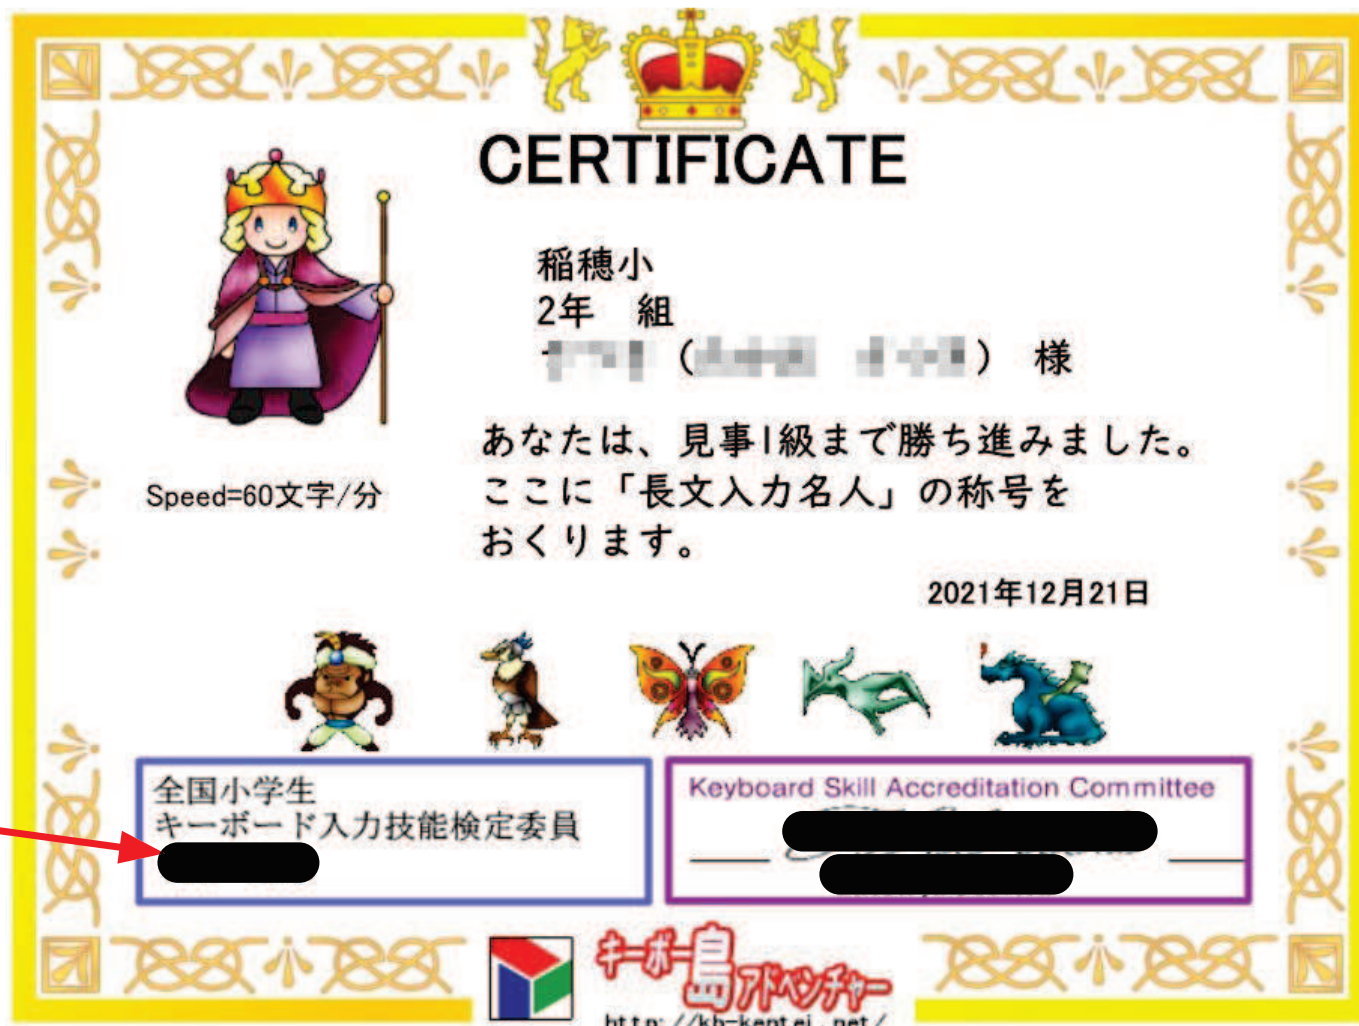 CERTIFICATE
稲穂小
2年 組
( ) 様
あなたは、見事1級まで勝ち進みました。
Speed=60文字/分
ここに「長文入力名人」の称号を
おくります。
2021年12月21日
全国小学生
キーボード入力技能検定委員
Keyboard Skill Accreditation Committee
キーボー島アドベンチャー
http://kb-kentei.net/